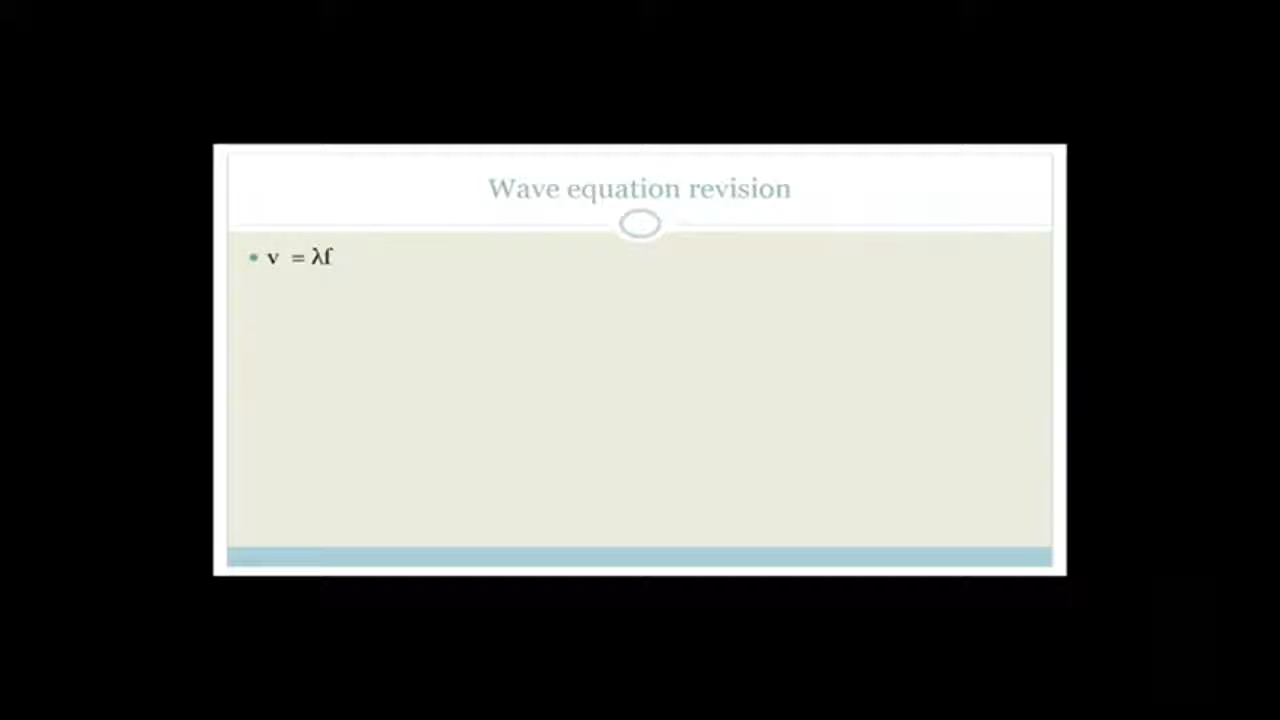 Wave equation revision
• v = λf